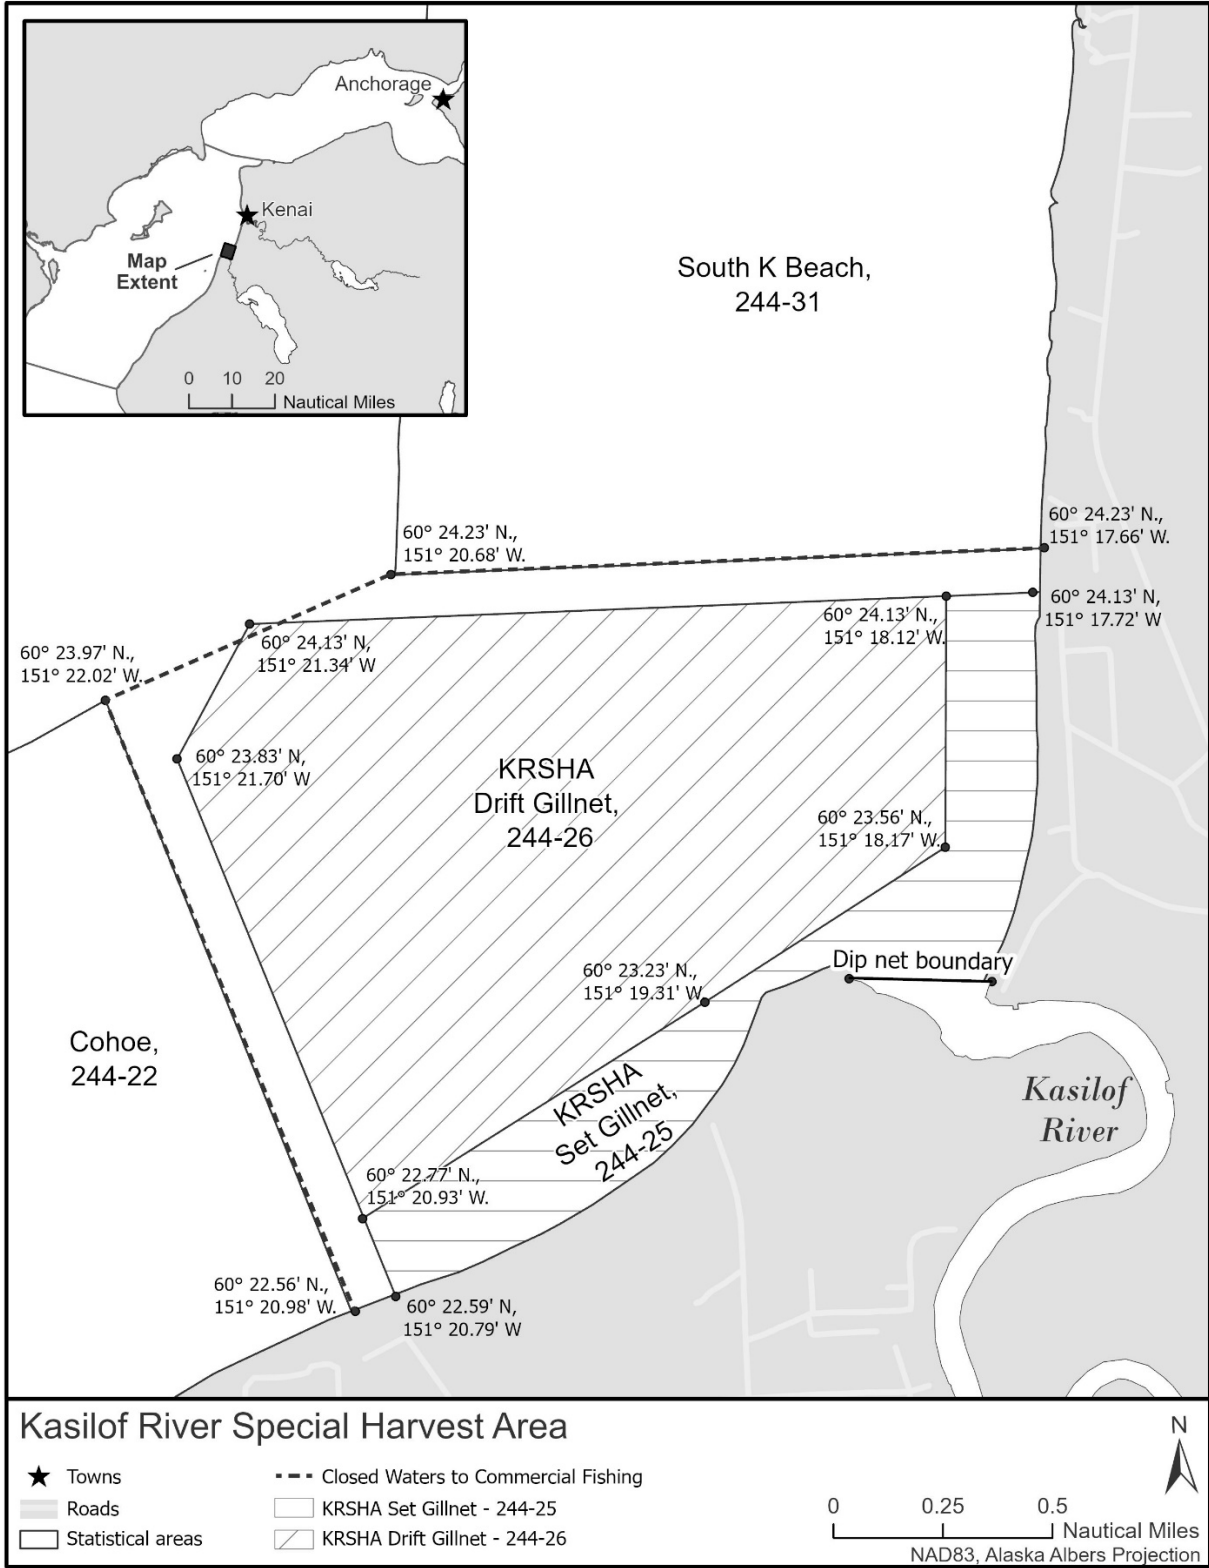 Anchorage
Kenai
Map
Extent
0 10 20
Nautical Miles
South K Beach,
244-31
60° 24.23' N.,
151° 20.68' W.
60° 24.23' N.,
151° 17.66' W.
60° 24.13' N,
151° 17.72' W
60° 24.13' N.,
151° 18.12' W.
60° 24.13' N,
151° 21.34' W
60° 23.97' N.,
151° 22.02' W.
60° 23.83' N,
151° 21.70' W
KRSHA
Drift Gillnet,
244-26
60° 23.56' N.,
151° 18.17' W.
Dip net boundary
60° 23.23' N.,
151° 19.31' W.
Cohoe,
244-22
KRSHA
Set Gillnet,
244-25
Kasilof
River
60° 22.77' N.,
151° 20.93' W.
60° 22.56' N.,
151° 20.98' W.
60° 22.59' N,
151° 20.79' W
Kasilof River Special Harvest Area
Towns
Roads
Statistical areas
Closed Waters to Commercial Fishing
KRSHA Set Gillnet - 244-25
KRSHA Drift Gillnet - 244-26
N
0 0.25 0.5
Nautical Miles
NAD83, Alaska Albers Projection